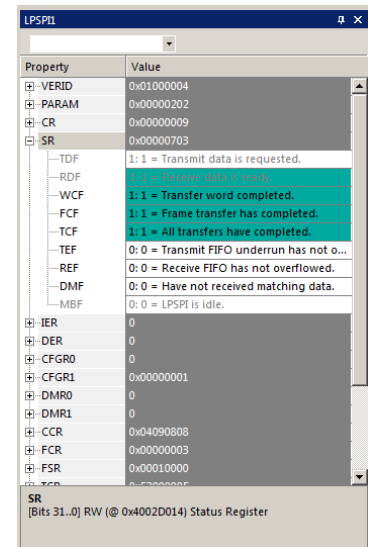 LPSPI1
Property Value
VERID 0x01000004
PARAM 0x00000202
CR 0x00000009
SR 0x00000703
TDF 1: 1 = Transmit data is requested.
RDF 1: 1 = Receive data is ready.
WCF 1: 1 = Transfer word completed.
FCF 1: 1 = Frame transfer has completed.
TCF 1: 1 = All transfers have completed.
TEF 0: 0 = Transmit FIFO underrun has not o...
REF 0: 0 = Receive FIFO has not overflowed.
DMF 0: 0 = Have not received matching data.
MBF 0: 0 = LPSPI is idle.
IER 0
DER 0
CFGR0 0
CFGR1 0x00000001
DMR0 0
DMR1 0
CCR 0x04090808
FCR 0x00000003
FSR 0x00010000
SR
[Bits 31..0] RW (@ 0x4002D014) Status Register